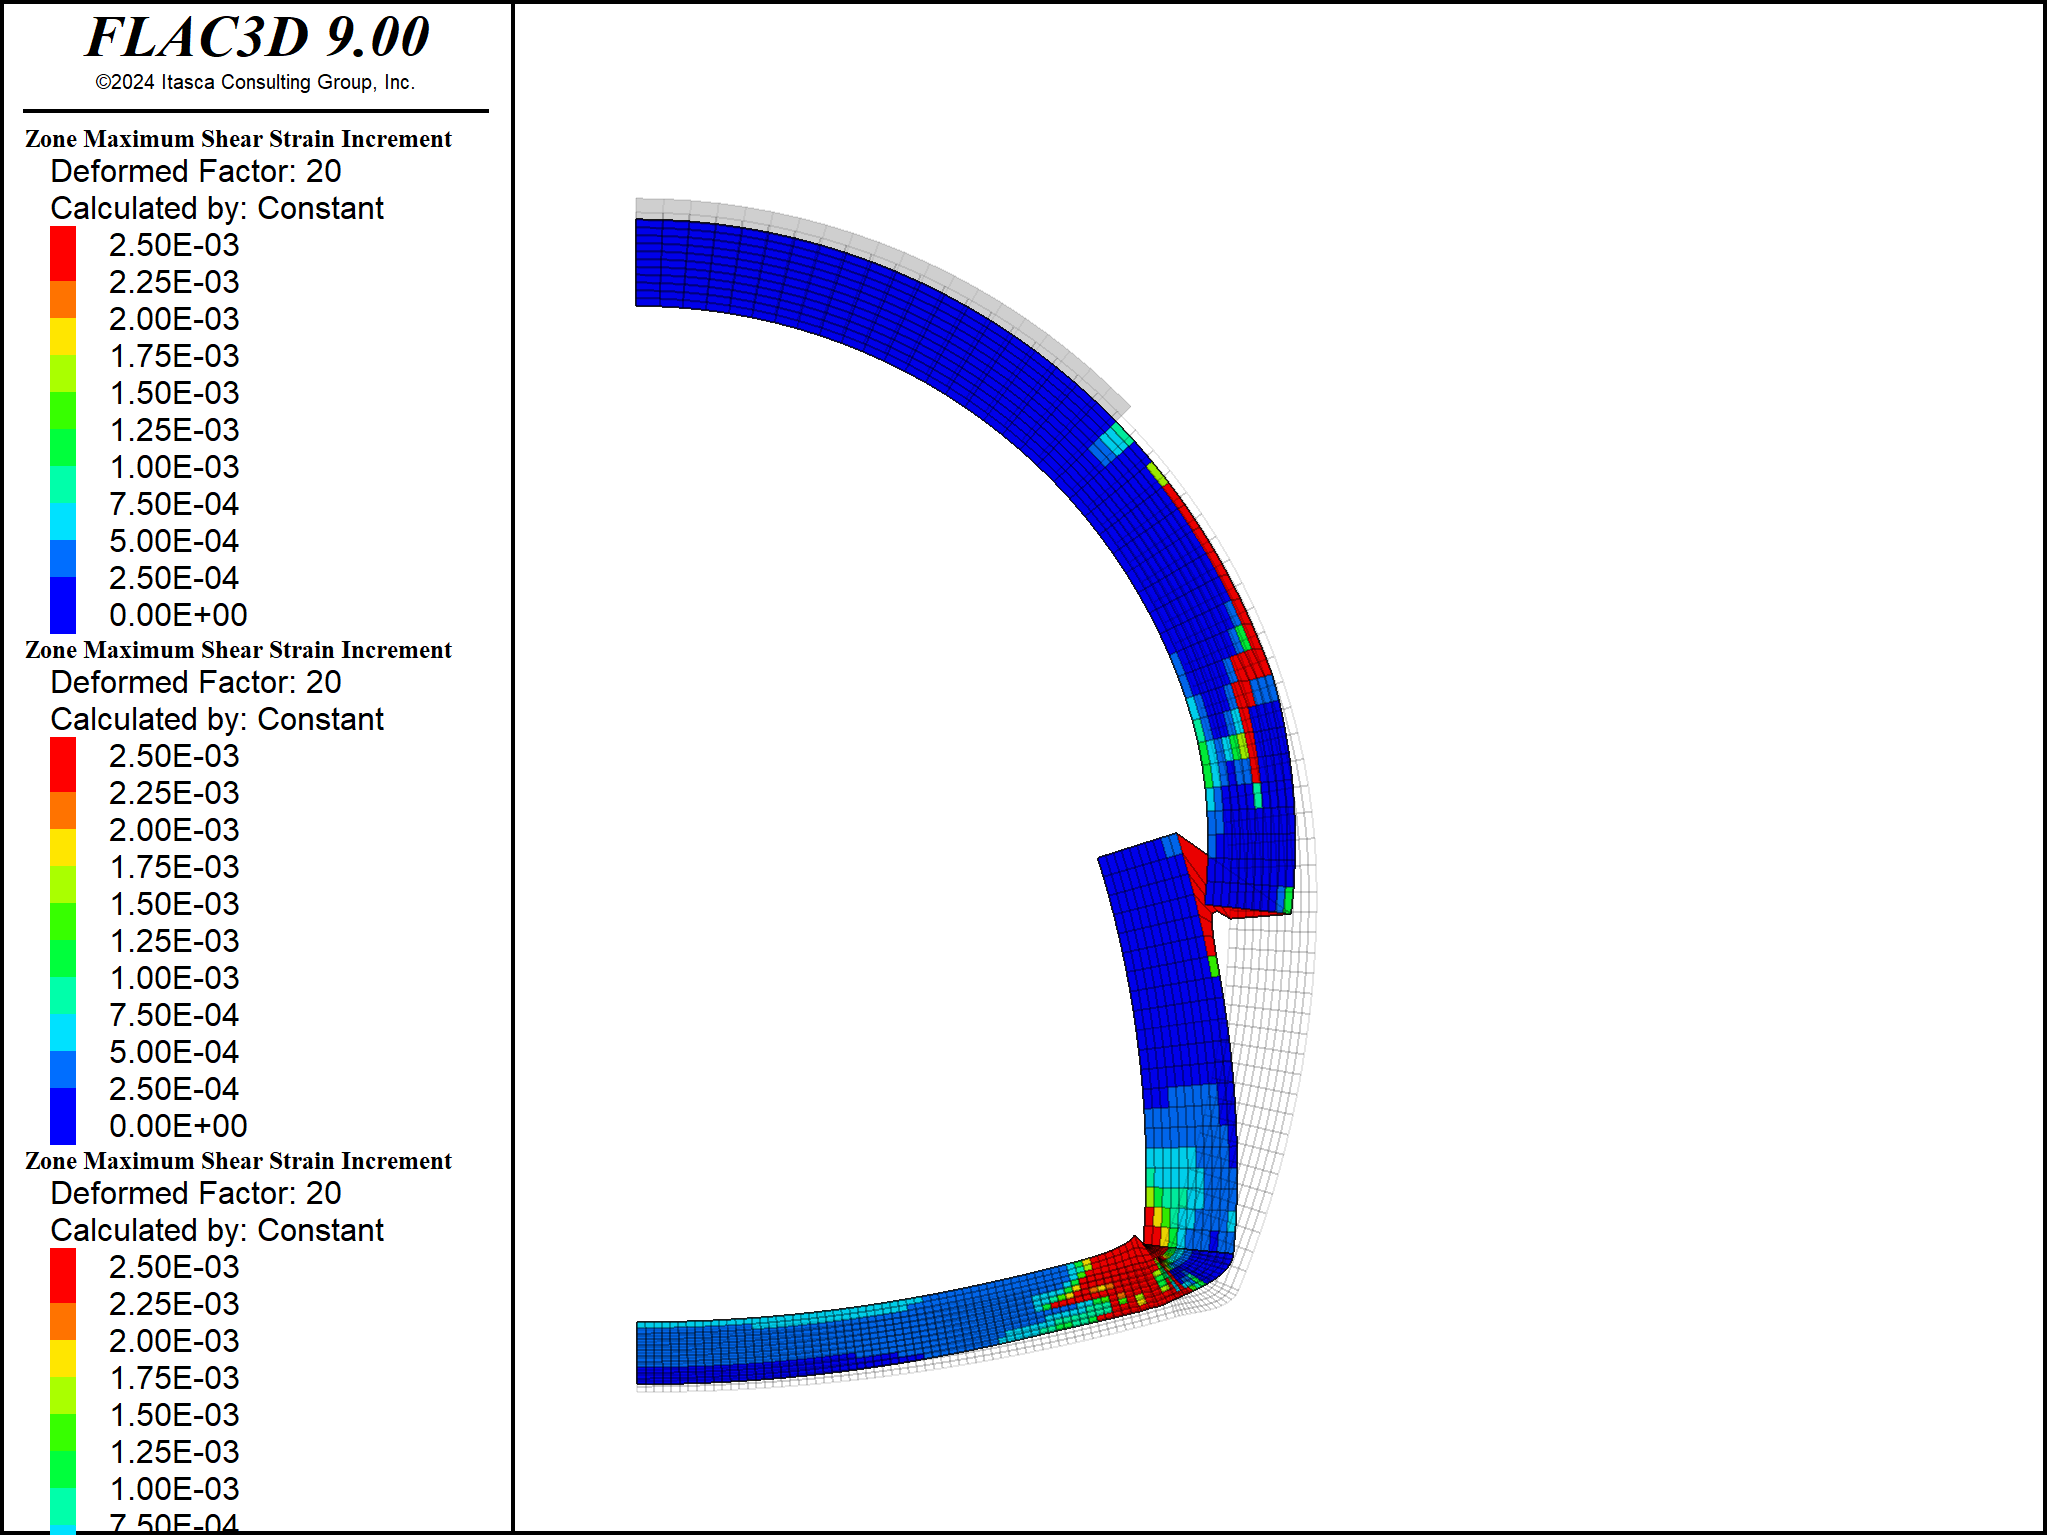 FLAC3D 9.00
©2024 Itasca Consulting Group, Inc.
Zone Maximum Shear Strain Increment
Deformed Factor: 20
Calculated by: Constant
2.50E-03
2.25E-03
2.00E-03
1.75E-03
1.50E-03
1.25E-03
1.00E-03
7.50E-04
5.00E-04
2.50E-04
0.00E+00
Zone Maximum Shear Strain Increment
Deformed Factor: 20
Calculated by: Constant
2.50E-03
2.25E-03
2.00E-03
1.75E-03
1.50E-03
1.25E-03
1.00E-03
7.50E-04
5.00E-04
2.50E-04
0.00E+00
Zone Maximum Shear Strain Increment
Deformed Factor: 20
Calculated by: Constant
2.50E-03
2.25E-03
2.00E-03
1.75E-03
1.50E-03
1.25E-03
1.00E-03
7.50E-04